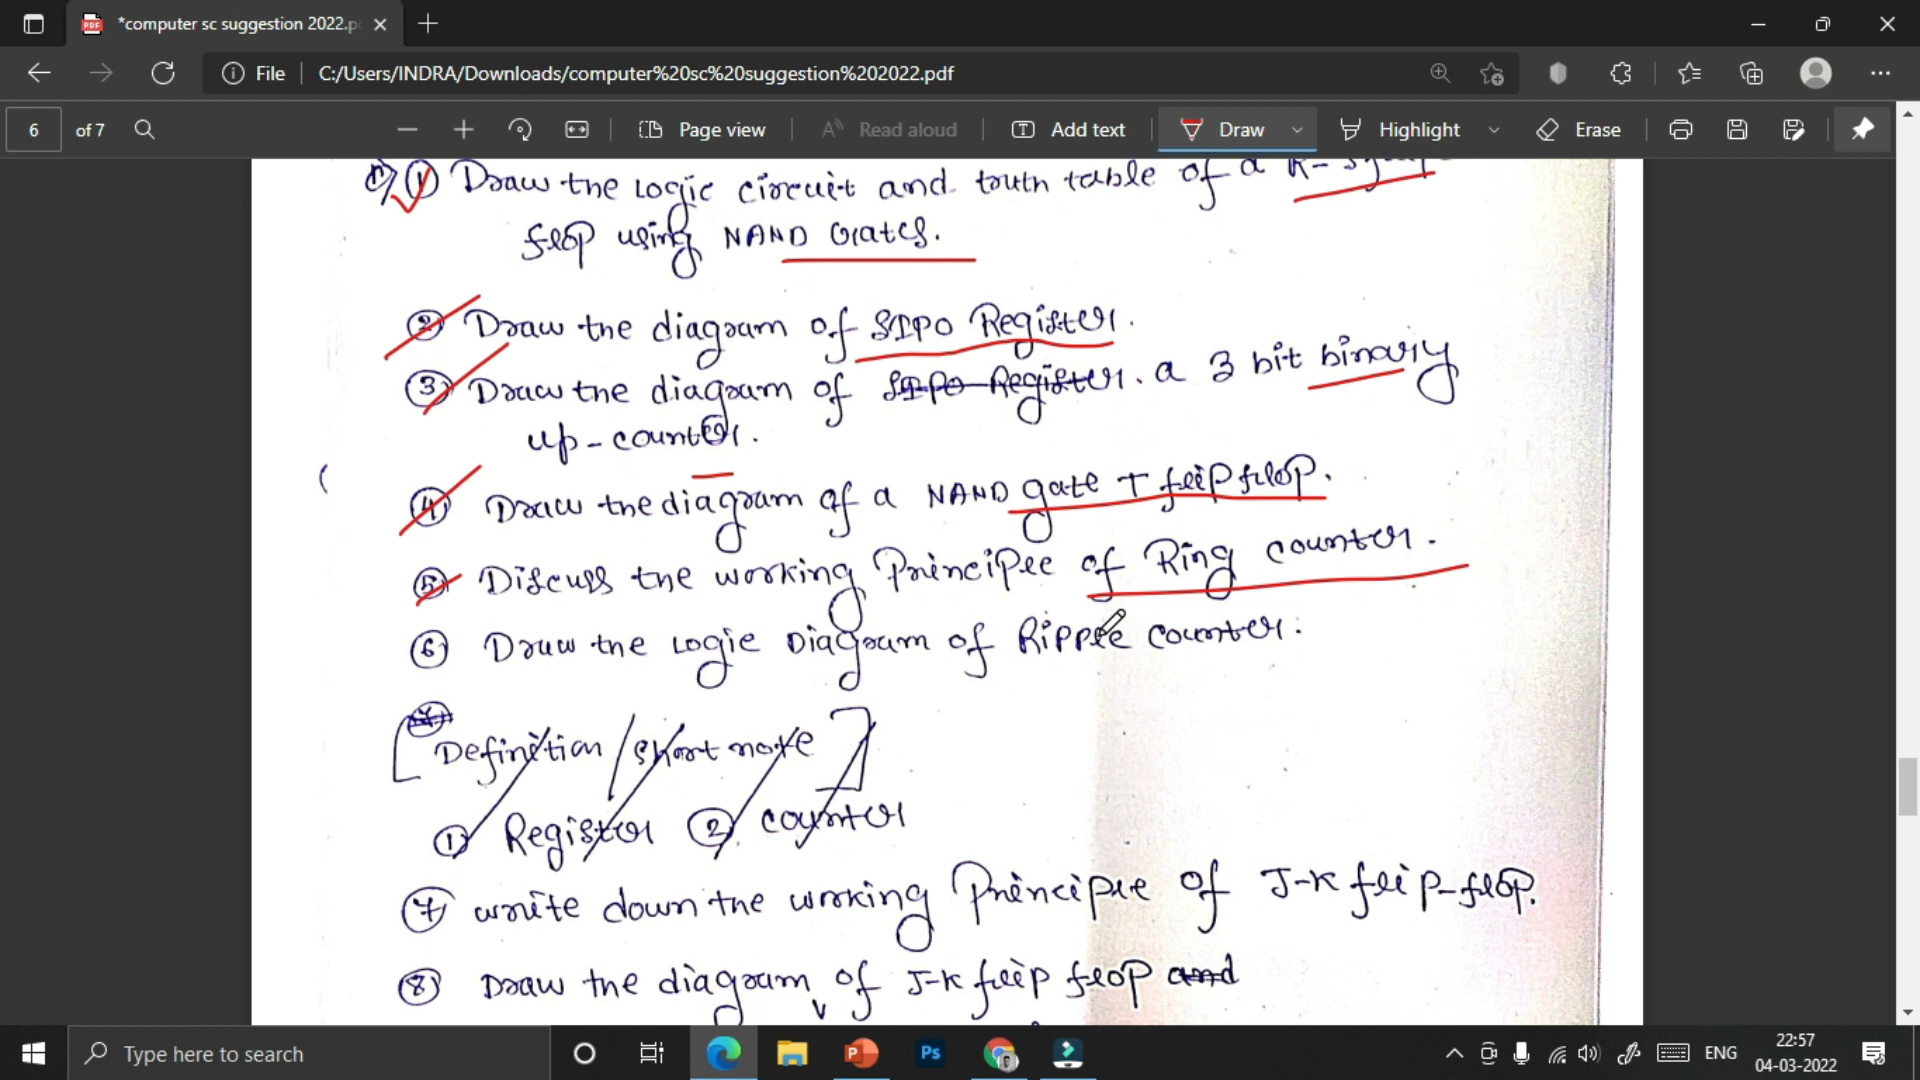 *computer sc suggestion 2022.p
File C:/Users/INDRA/Downloads/computer%20sc%20suggestion%202022.pdf
6 of 7 Page view Read aloud Add text Draw Highlight Erase
① Draw the Logic circuit and truth table of a
flop using NAND Gates.
② Draw the diagram of SIPO Register.
③ Draw the diagram of SIPO Register. a 3 bit binary
up-counter.
④ Draw the diagram of a NAND gate T flip flop.
⑤ Discuss the working Principle of Ring counter.
⑥ Draw the Logic Diagram of Ripple counter.
[Definition / short note]
① Register ② counter
⑦ write down the working Principle of J-K flip-flop.
⑧ Draw the diagram of J-K flip flop and
Type here to search
ENG
22:57
04-03-2022